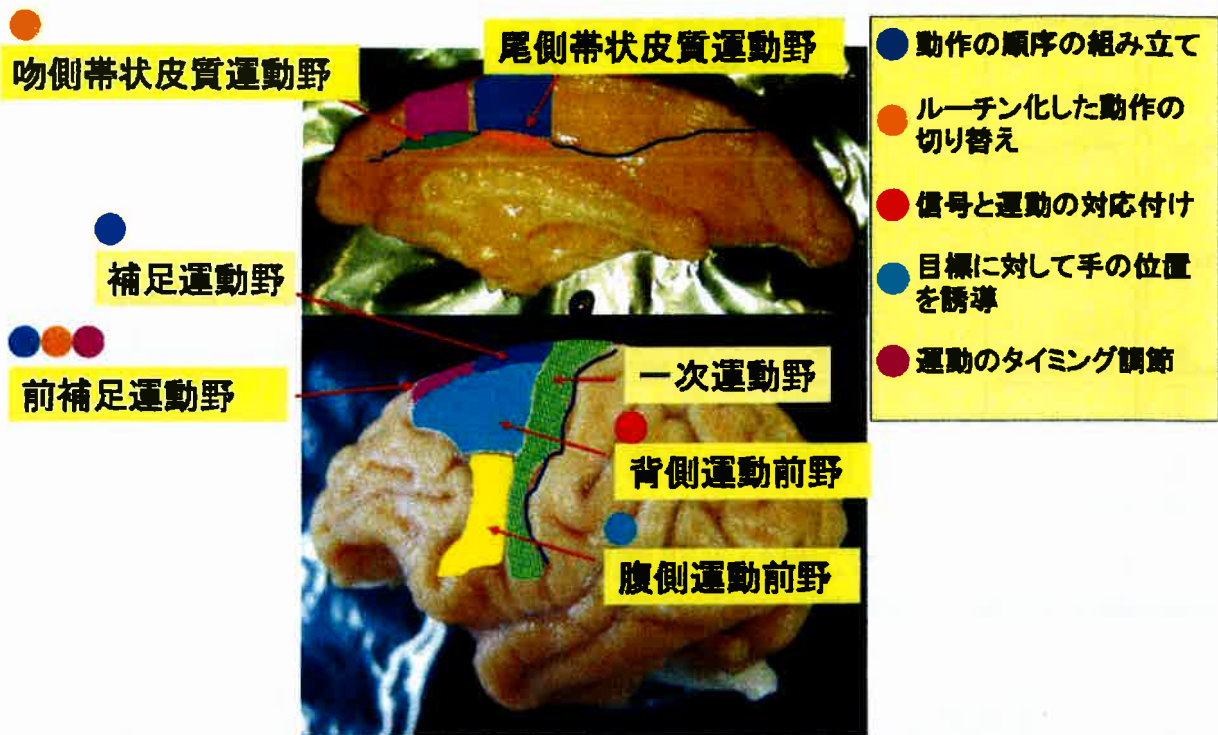 尾側帯状皮質運動野
吻側帯状皮質運動野
補足運動野
前補足運動野
一次運動野
背側運動前野
腹側運動前野
動作の順序の組み立て
ルーチン化した動作の
切り替え
信号と運動の対応付け
目標に対して手の位置
を誘導
運動のタイミング調節